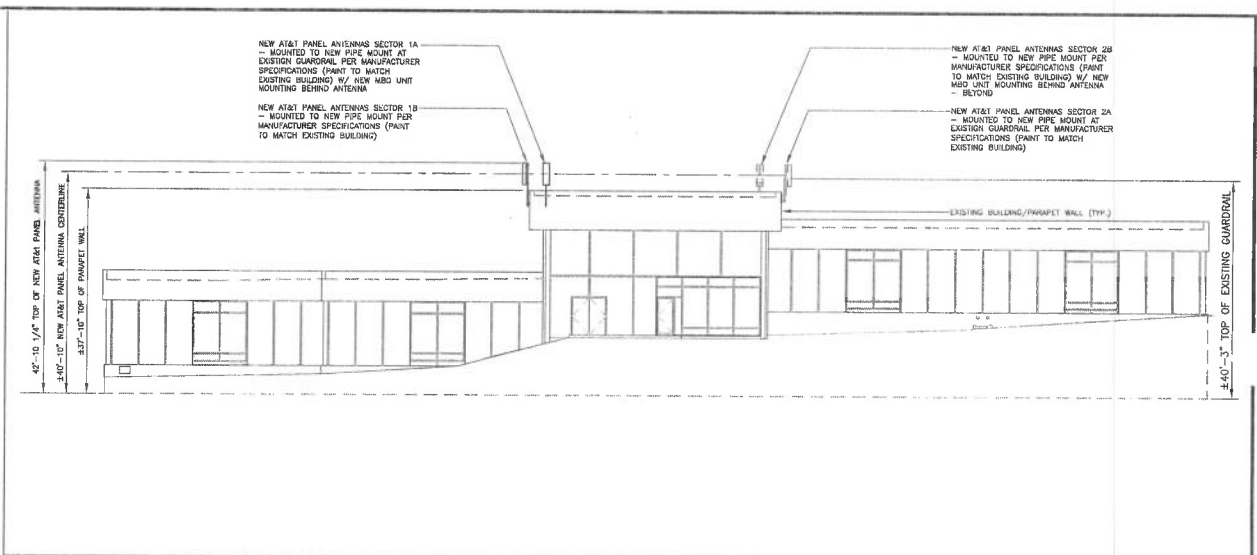 NEW AT&T PANEL ANTENNAS SECTOR 1A
- MOUNTED TO NEW PIPE MOUNT AT
EXISTIGN GUARDRAIL PER MANUFACTURER
SPECIFICATIONS (PAINT TO MATCH
EXISTING BUILDING) W/ NEW MBO UNIT
MOUNTING BEHIND ANTENNA
NEW AT&T PANEL ANTENNAS SECTOR 1B
- MOUNTED TO NEW PIPE MOUNT PER
MANUFACTURER SPECIFICATIONS (PAINT
TO MATCH EXISTING BUILDING)
NEW AT&T PANEL ANTENNAS SECTOR 2B
- MOUNTED TO NEW PIPE MOUNT PER
MANUFACTURER SPECIFICATIONS (PAINT
TO MATCH EXISTING BUILDING) W/ NEW
MBO UNIT MOUNTING BEHIND ANTENNA
- BEYOND
NEW AT&T PANEL ANTENNAS SECTOR 2A
- MOUNTED TO NEW PIPE MOUNT AT
EXISTIGN GUARDRAIL PER MANUFACTURER
SPECIFICATIONS (PAINT TO MATCH
EXISTING BUILDING)
EXISTING BUILDING/PARAPET WALL (TYP.)
42'-10 1/4" TOP OF NEW AT&T PANEL ANTENNA
±40'-10" NEW AT&T PANEL ANTENNA CENTERLINE
±37'-10" TOP OF PARAPET WALL
±40'-3" TOP OF EXISTING GUARDRAIL